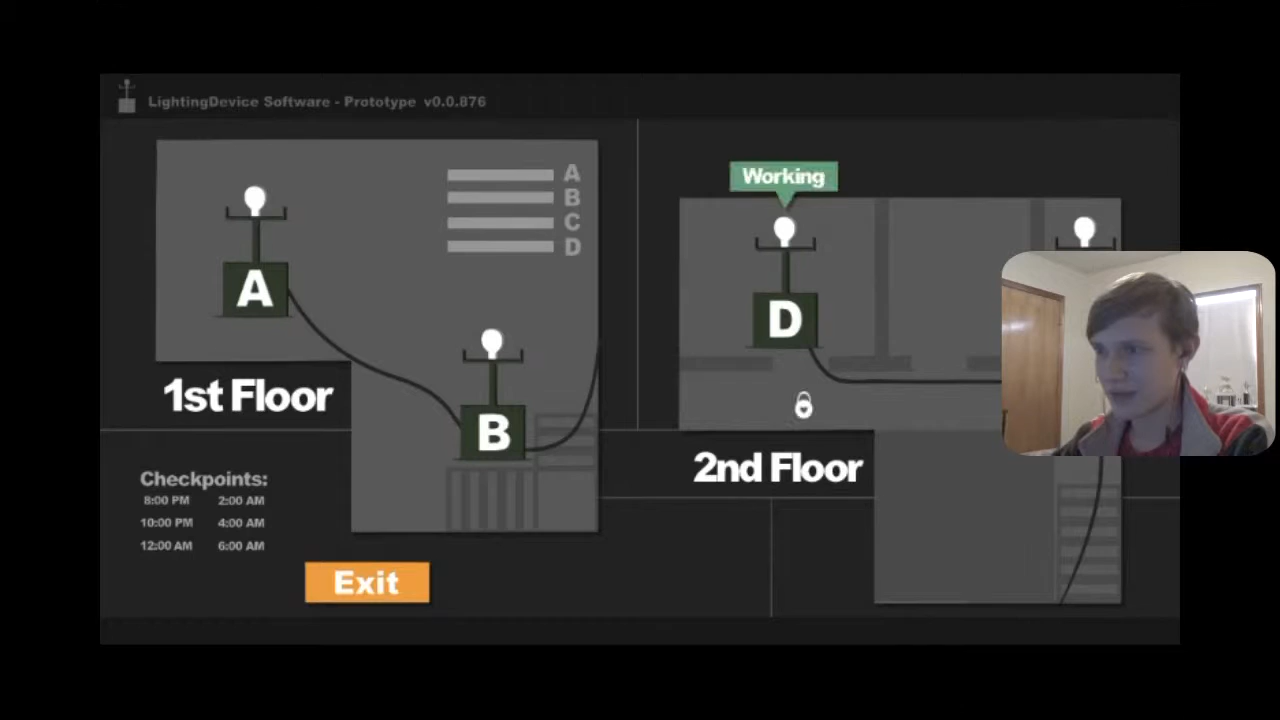 LightingDevice Software - Prototype v0.0.876
A
B
C
D
Working
A
D
1st Floor
B
2nd Floor
Checkpoints:
8:00 PM 2:00 AM
10:00 PM 4:00 AM
12:00 AM 6:00 AM
Exit